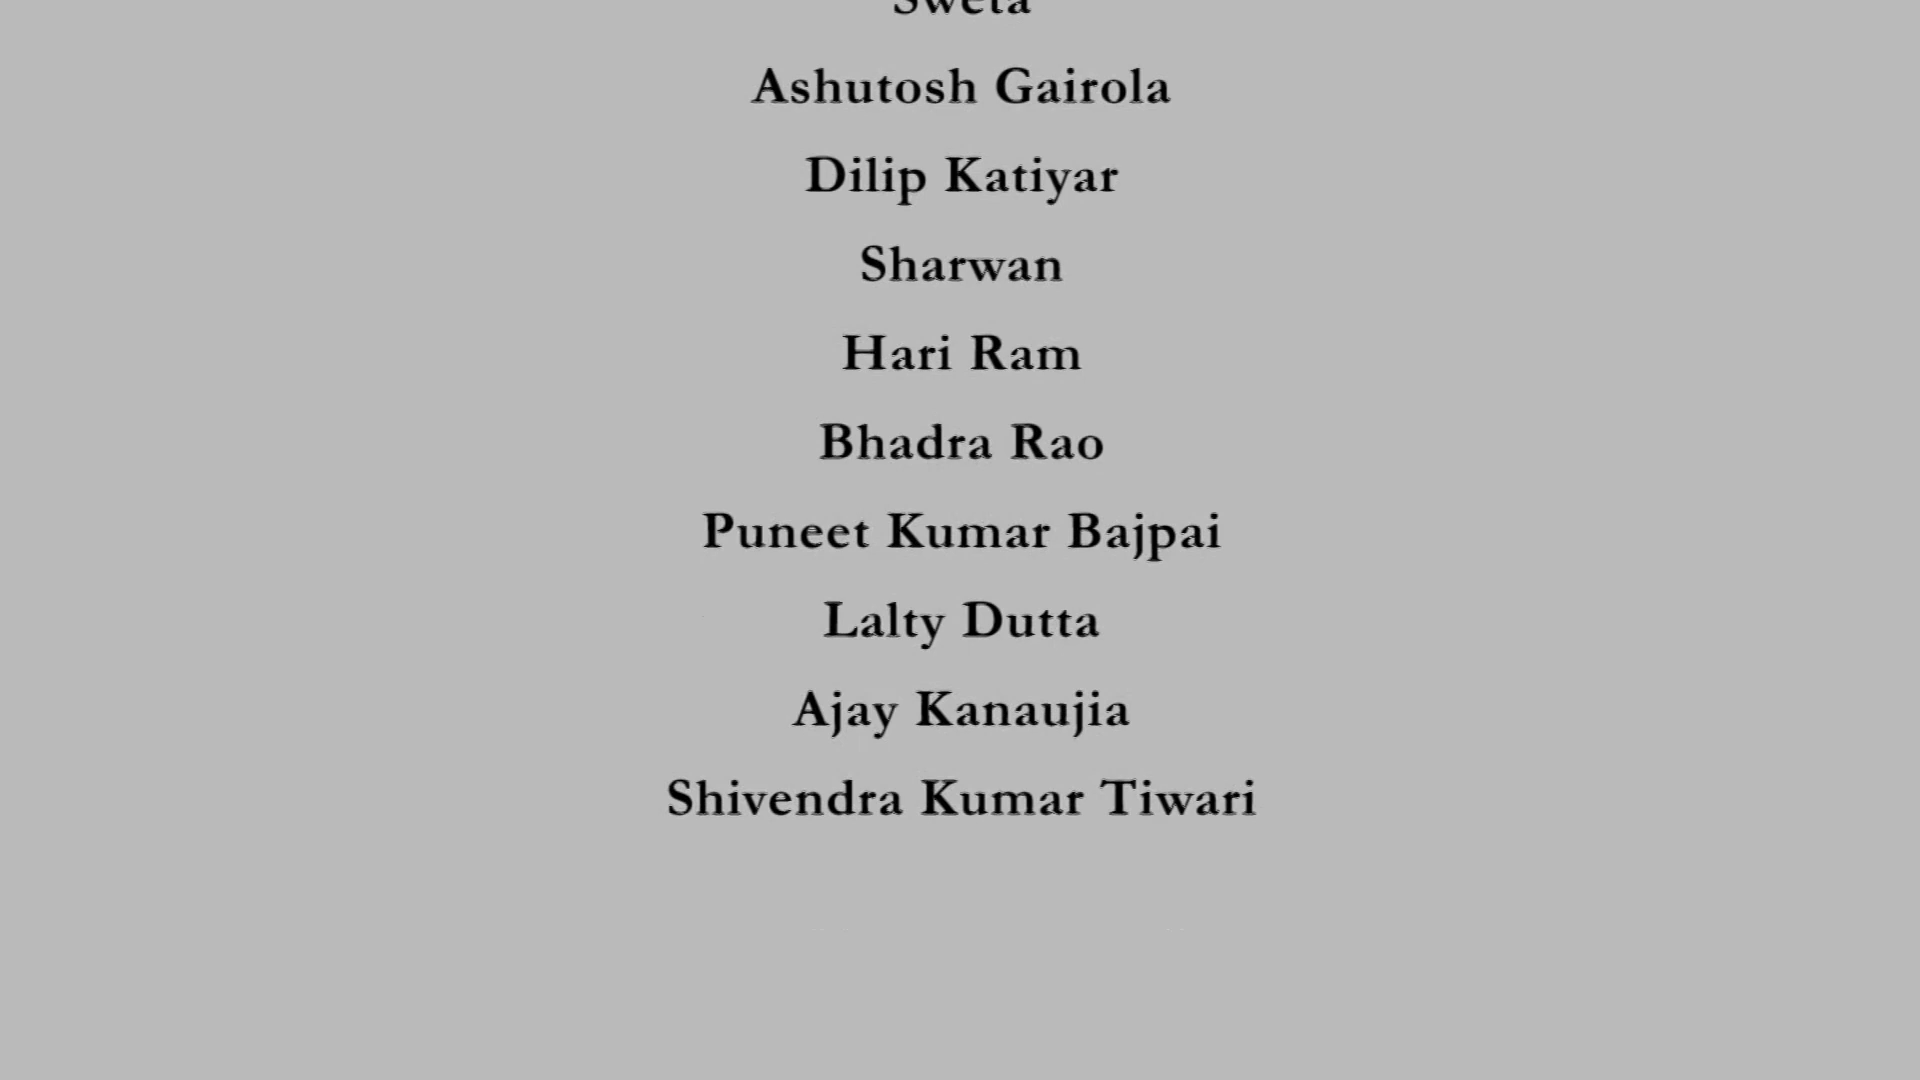 Sweta
Ashutosh Gairola
Dilip Katiyar
Sharwan
Hari Ram
Bhadra Rao
Puneet Kumar Bajpai
Lalty Dutta
Ajay Kanaujia
Shivendra Kumar Tiwari